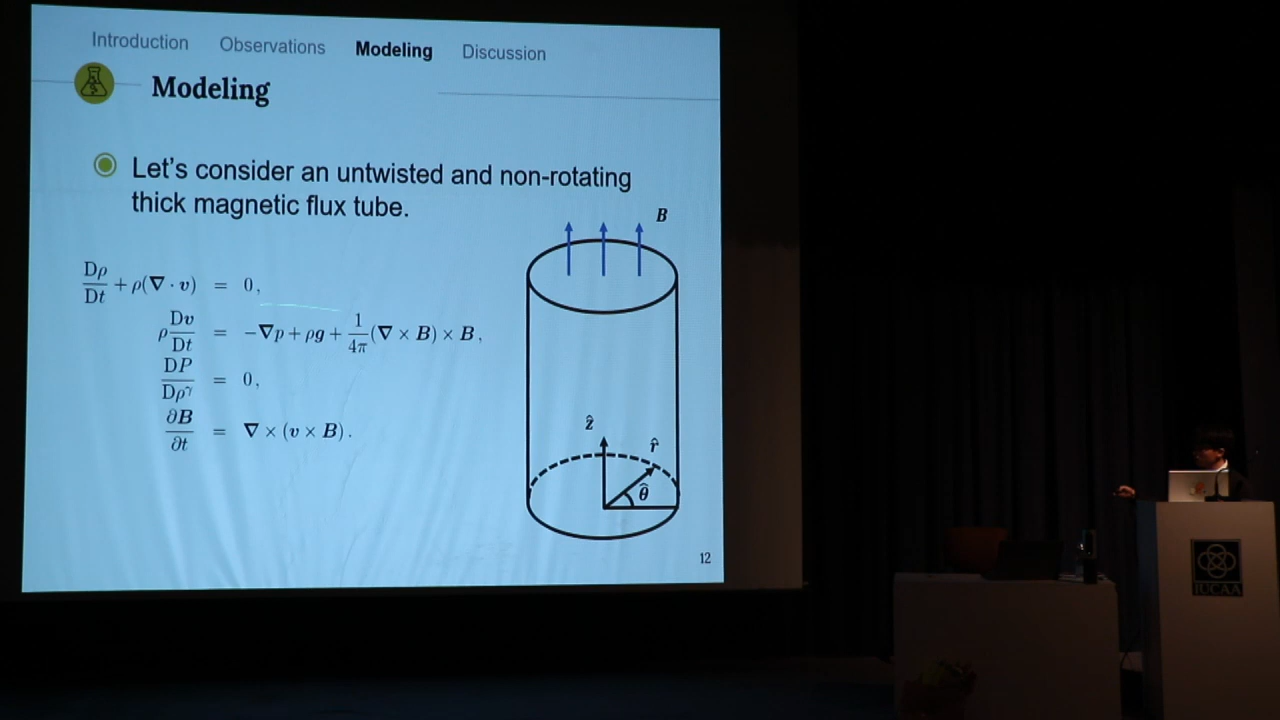 Introduction Observations Modeling Discussion
Modeling
Let's consider an untwisted and non-rotating
thick magnetic flux tube.
B
Dρ/Dt + ρ(∇ · v) = 0,
ρ Dv/Dt = −∇p + ρg + 1/4π (∇ × B) × B,
DP/Dρ^γ = 0,
∂B/∂t = ∇ × (v × B).
ẑ
r̂
θ̂
12
IUCAA